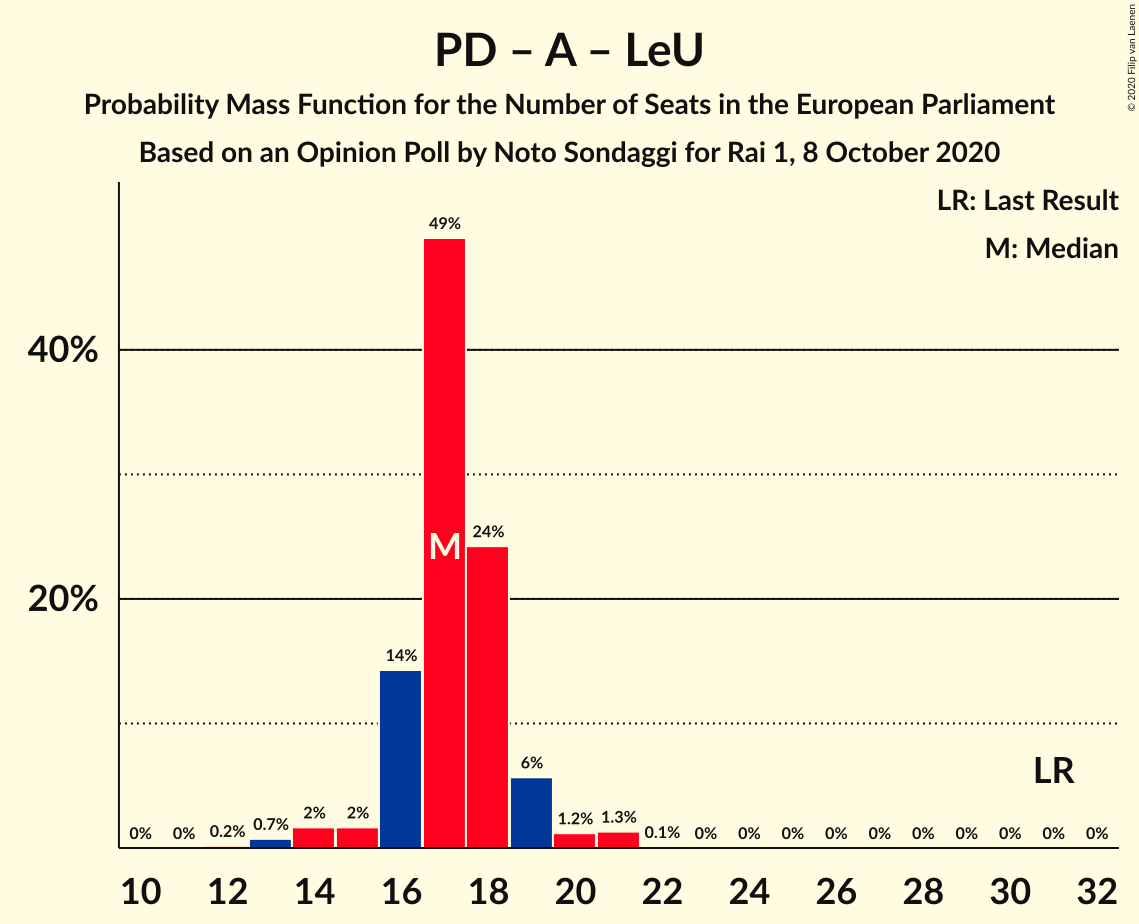 PD – A – LeU
Probability Mass Function for the Number of Seats in the European Parliament
Based on an Opinion Poll by Noto Sondaggi for Rai 1, 8 October 2020
© 2020 Filip van Laenen
LR: Last Result
M: Median
40%
20%
0%
0%
0.2%
0.7%
2%
2%
14%
49%
M
24%
6%
1.2%
1.3%
0.1%
0%
0%
0%
0%
0%
0%
0%
0%
0%
0%
LR
10 12 14 16 18 20 22 24 26 28 30 32